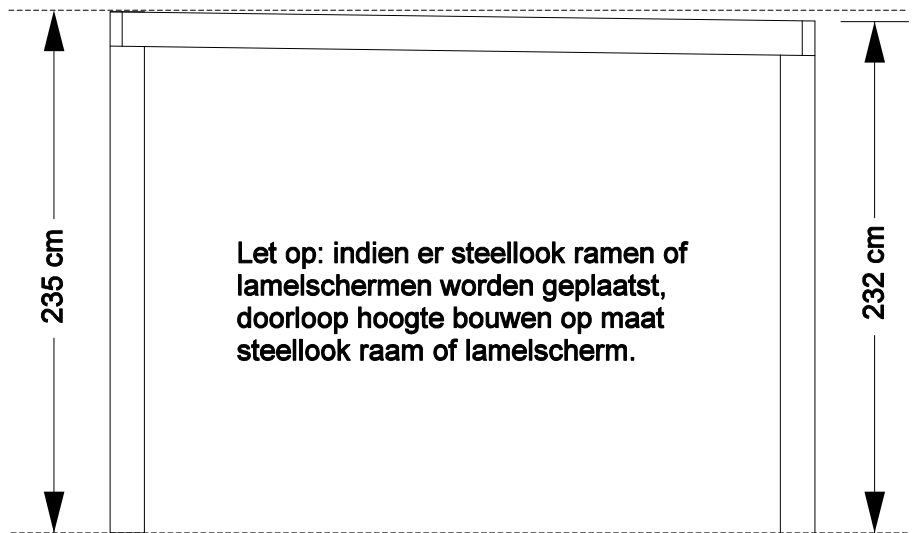 235 cm
Let op: indien er steellook ramen of
lamelschermen worden geplaatst,
doorloop hoogte bouwen op maat
steellook raam of lamelscherm.
232 cm